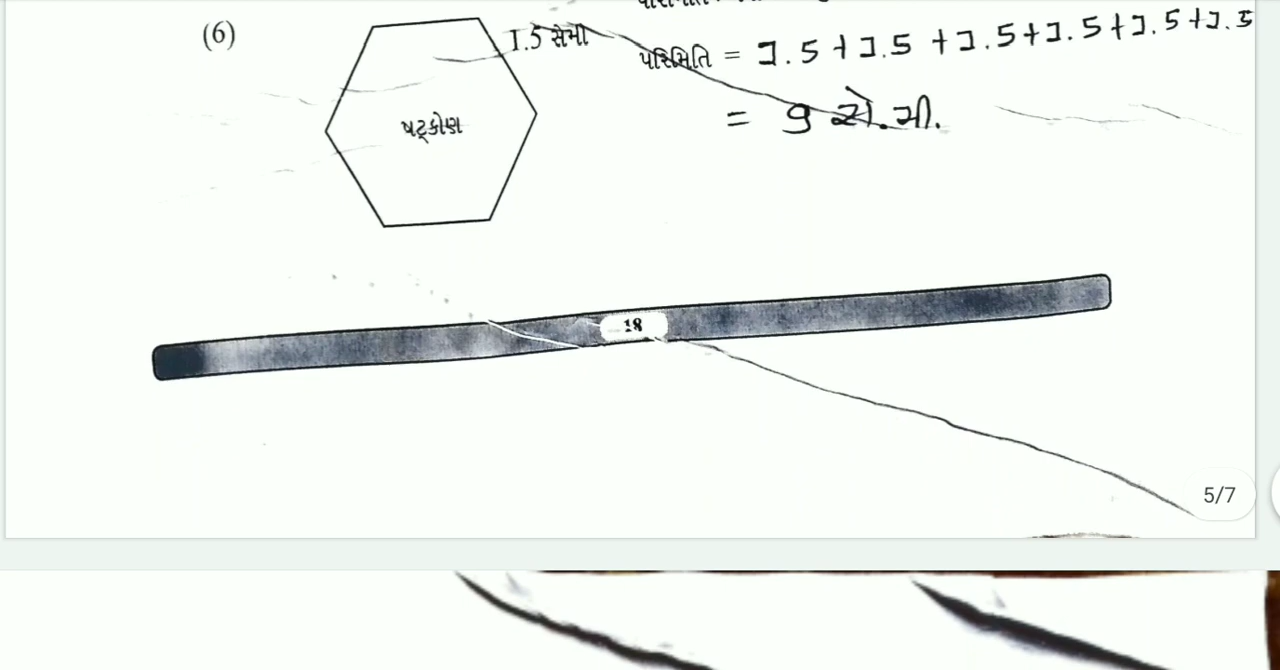 (6)
1.5 સેમી
પરિમિતિ = 1.5 + 1.5 + 1.5 + 1.5 + 1.5 + 1.5
= 9 સે.મી.
ષટ્કોણ
18
5/7